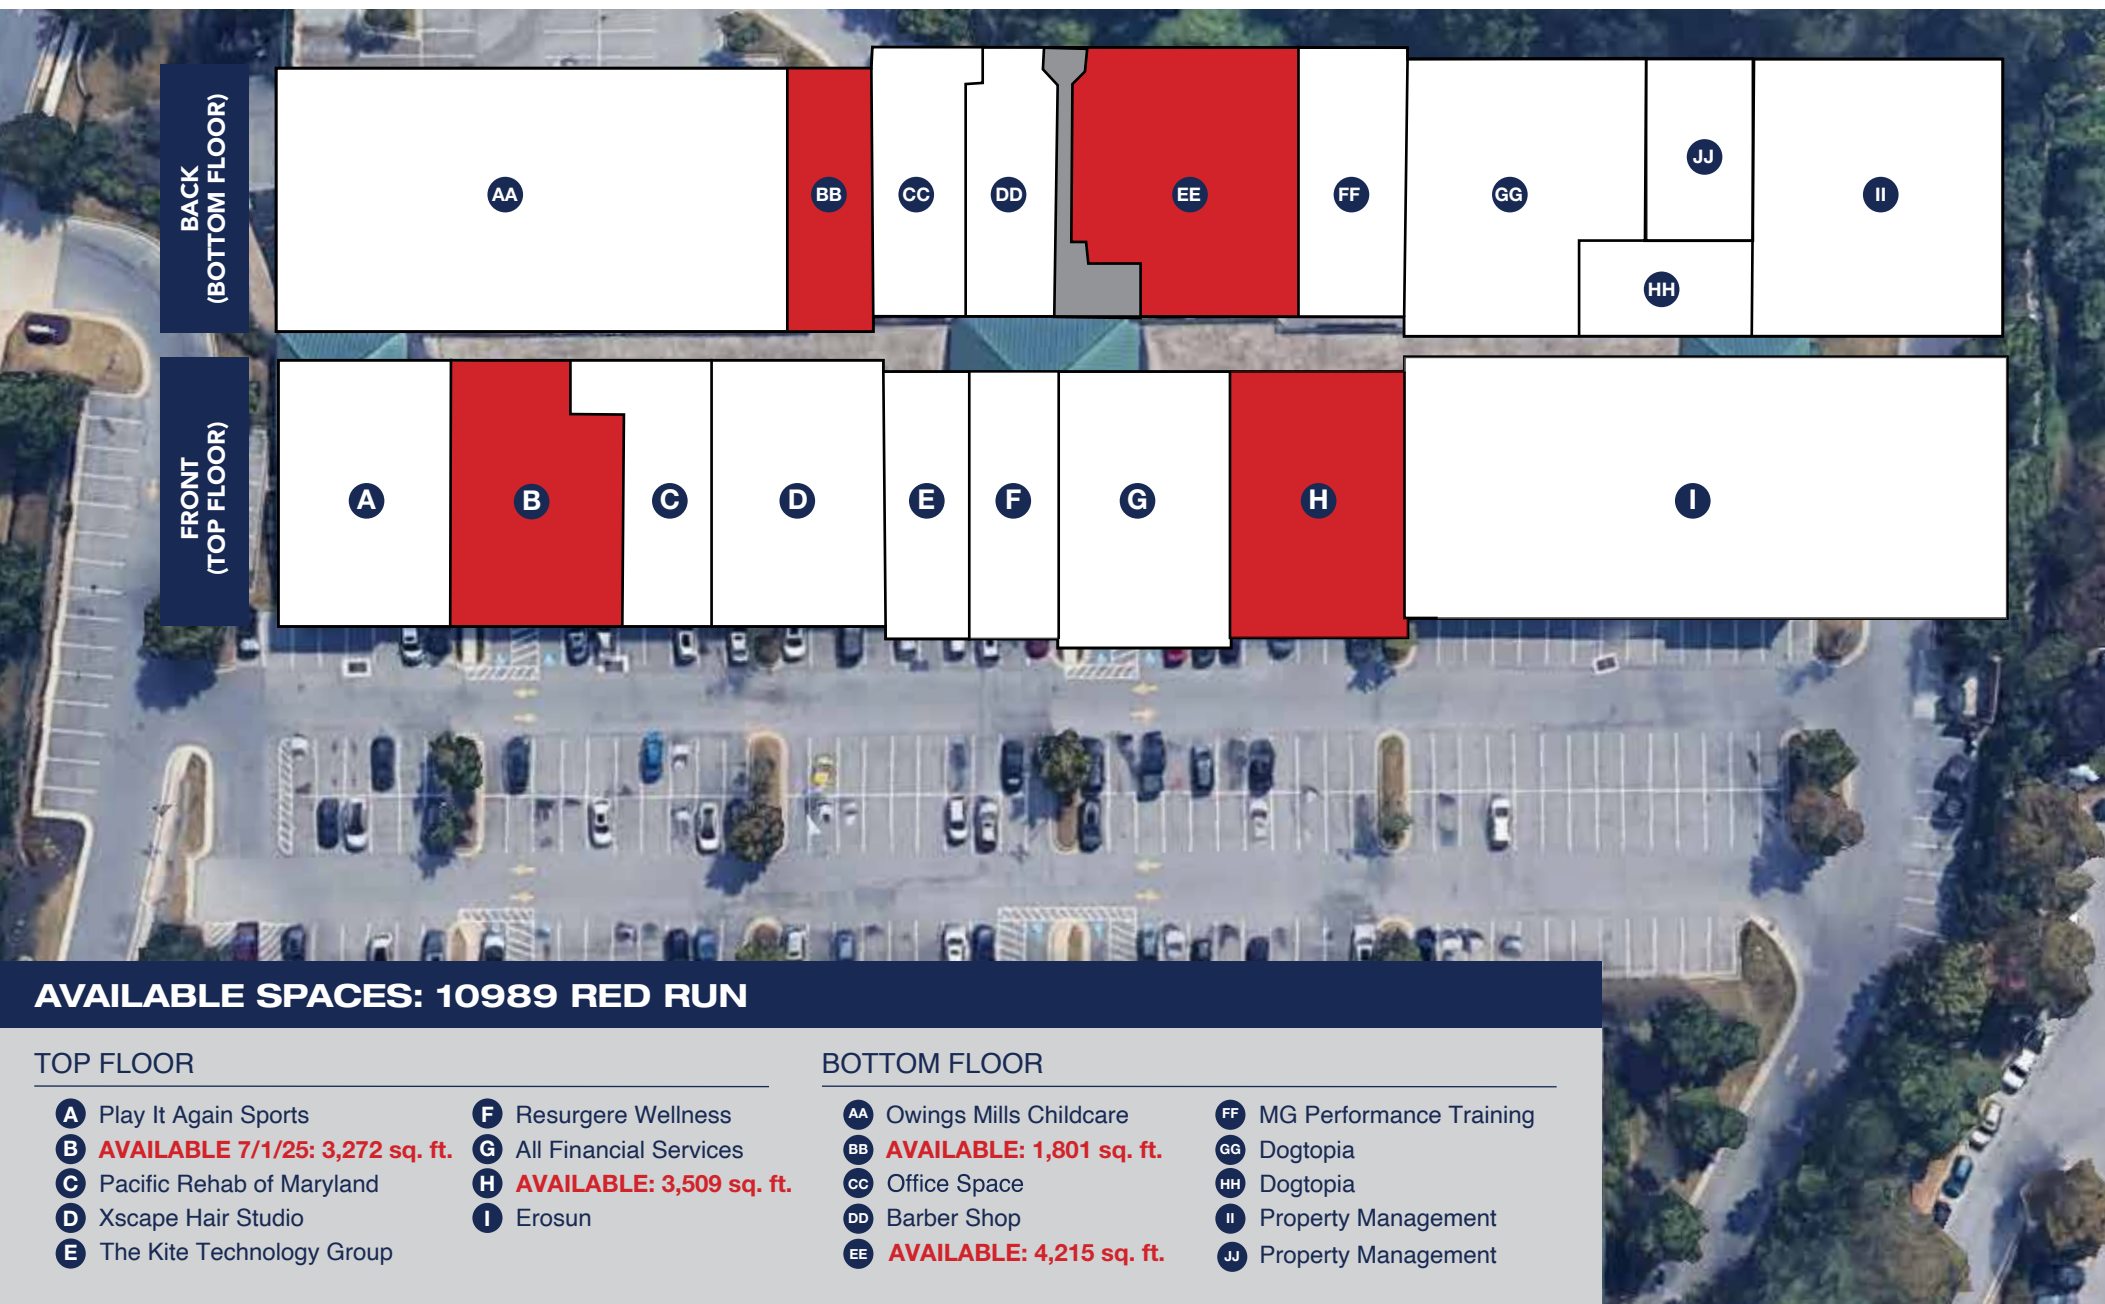 BACK
(BOTTOM FLOOR)
AA
BB
CC
DD
EE
FF
GG
JJ
HH
II
FRONT
(TOP FLOOR)
A
B
C
D
E
F
G
H
I
AVAILABLE SPACES: 10989 RED RUN
TOP FLOOR
A Play It Again Sports
B AVAILABLE 7/1/25: 3,272 sq. ft.
C Pacific Rehab of Maryland
D Xscape Hair Studio
E The Kite Technology Group
F Resurgere Wellness
G All Financial Services
H AVAILABLE: 3,509 sq. ft.
I Erosun
BOTTOM FLOOR
AA Owings Mills Childcare
BB AVAILABLE: 1,801 sq. ft.
CC Office Space
DD Barber Shop
EE AVAILABLE: 4,215 sq. ft.
FF MG Performance Training
GG Dogtopia
HH Dogtopia
II Property Management
JJ Property Management